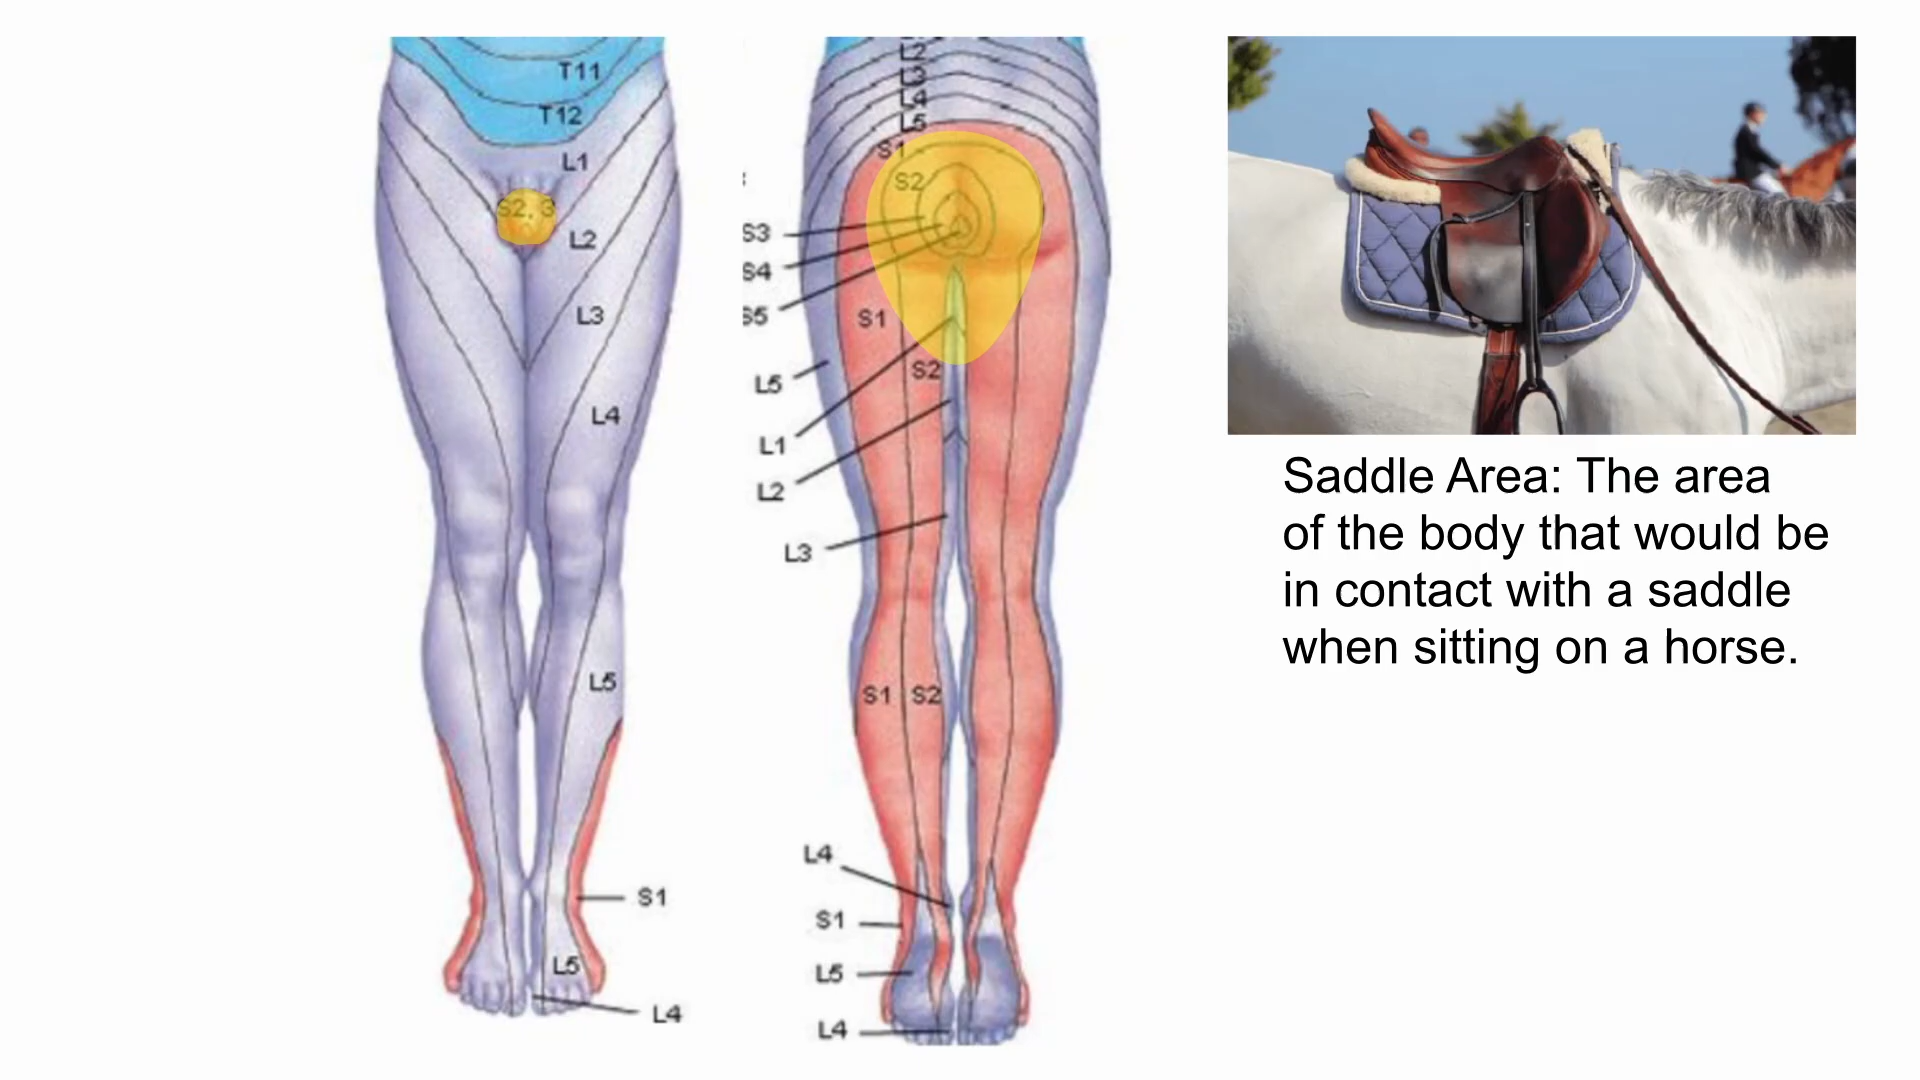 T11
T12
L1
S2, 3
L2
L3
L4
L5
S1
L5
L4
L2
L3
L4
L5
S1
S2
S3
S4
S5
S1
S2
L5
L1
L2
L3
S1 S2
L4
S1
L5
L4
Saddle Area: The area
of the body that would be
in contact with a saddle
when sitting on a horse.